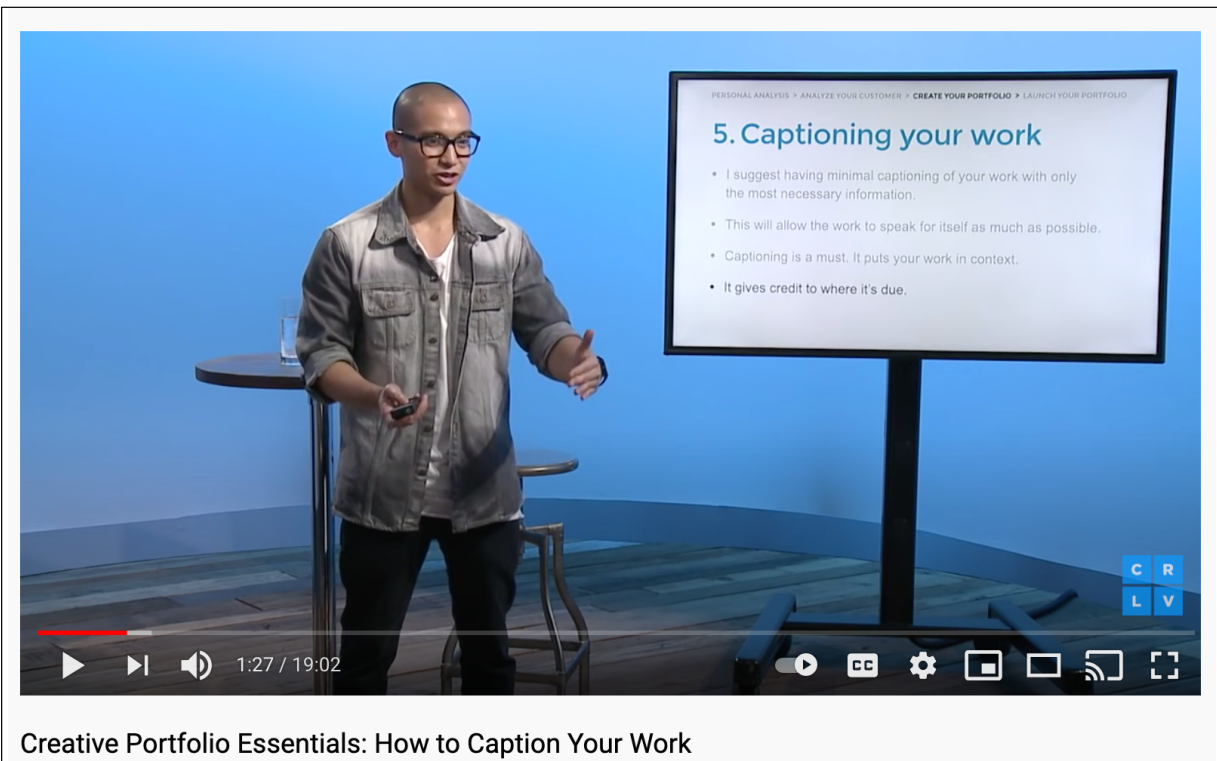 PERSONAL ANALYSIS > ANALYZE YOUR CUSTOMER > CREATE YOUR PORTFOLIO > LAUNCH YOUR PORTFOLIO
5. Captioning your work
• I suggest having minimal captioning of your work with only
the most necessary information.
• This will allow the work to speak for itself as much as possible.
• Captioning is a must. It puts your work in context.
• It gives credit to where it's due.
C R
L V
1:27 / 19:02
CC
Creative Portfolio Essentials: How to Caption Your Work